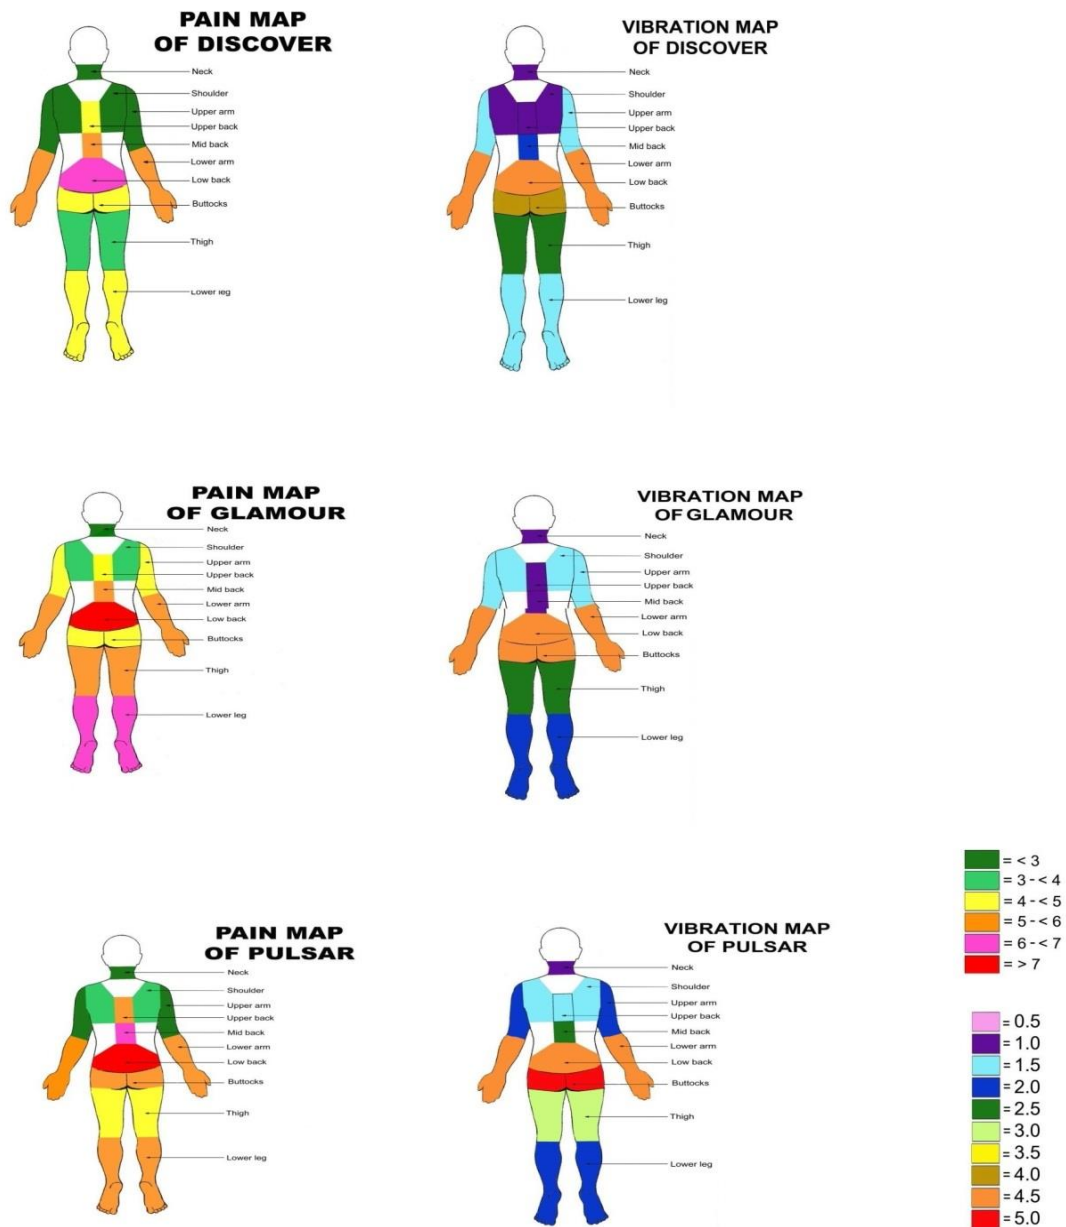 PAIN MAP
OF DISCOVER
Neck
Shoulder
Upper arm
Upper back
Mid back
Lower arm
Low back
Buttocks
Thigh
Lower leg
VIBRATION MAP
OF DISCOVER
Neck
Shoulder
Upper arm
Upper back
Mid back
Lower arm
Low back
Buttocks
Thigh
Lower leg
PAIN MAP
OF GLAMOUR
Neck
Shoulder
Upper arm
Upper back
Mid back
Lower arm
Low back
Buttocks
Thigh
Lower leg
VIBRATION MAP
OF GLAMOUR
Neck
Shoulder
Upper arm
Upper back
Mid back
Lower arm
Low back
Buttocks
Thigh
Lower leg
PAIN MAP
OF PULSAR
Neck
Shoulder
Upper arm
Upper back
Mid back
Lower arm
Low back
Buttocks
Thigh
Lower leg
VIBRATION MAP
OF PULSAR
Neck
Shoulder
Upper arm
Upper back
Mid back
Lower arm
Low back
Buttocks
Thigh
Lower leg
= < 3
= 3 - < 4
= 4 - < 5
= 5 - < 6
= 6 - < 7
= > 7
= 0.5
= 1.0
= 1.5
= 2.0
= 2.5
= 3.0
= 3.5
= 4.0
= 4.5
= 5.0